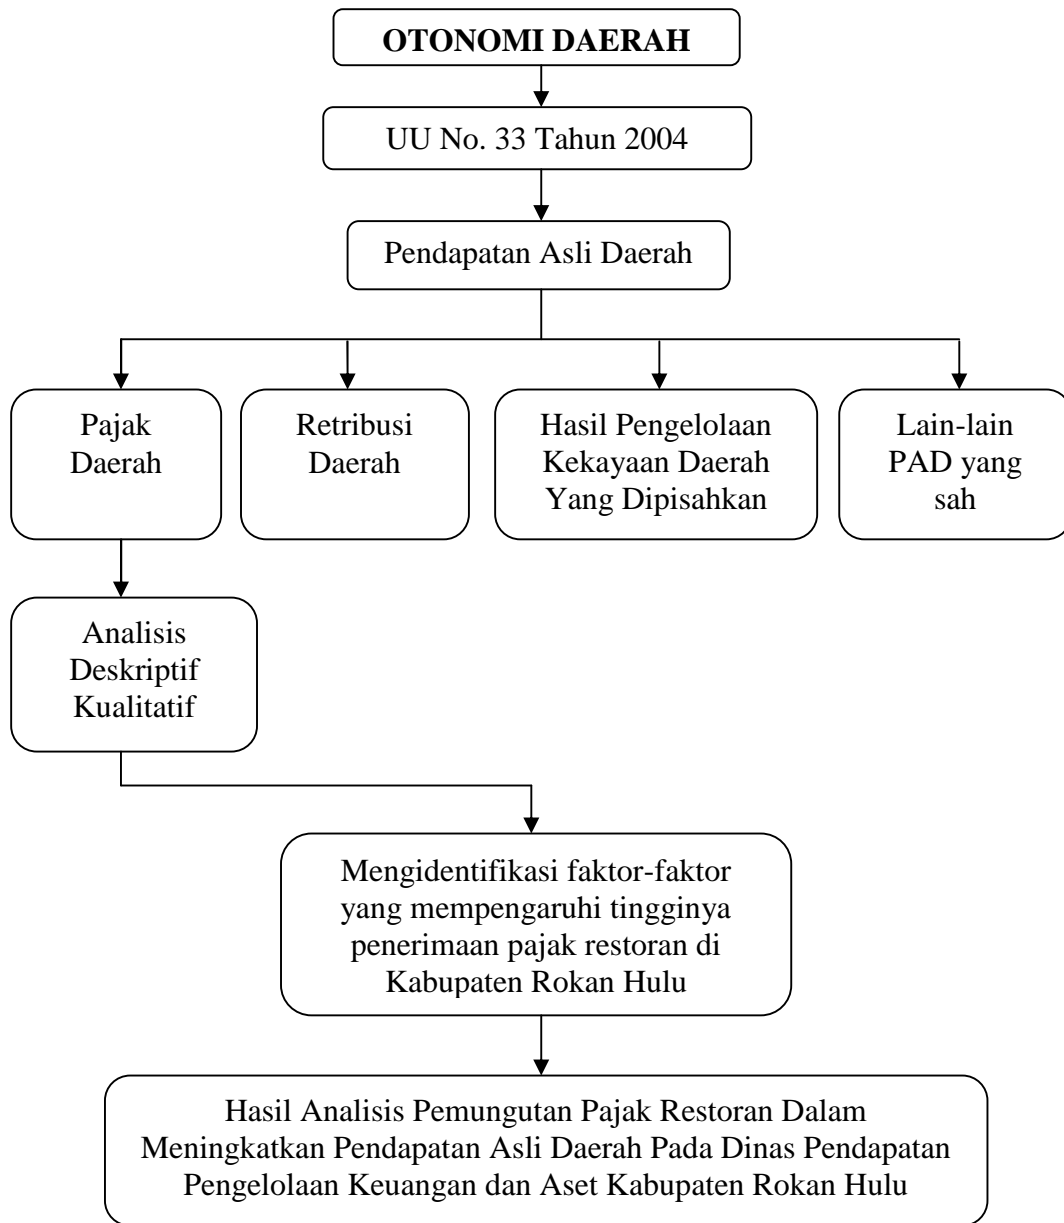 OTONOMI DAERAH
UU No. 33 Tahun 2004
Pendapatan Asli Daerah
Pajak
Daerah
Retribusi
Daerah
Hasil Pengelolaan
Kekayaan Daerah
Yang Dipisahkan
Lain-lain
PAD yang
sah
Analisis
Deskriptif
Kualitatif
Mengidentifikasi faktor-faktor
yang mempengaruhi tingginya
penerimaan pajak restoran di
Kabupaten Rokan Hulu
Hasil Analisis Pemungutan Pajak Restoran Dalam
Meningkatkan Pendapatan Asli Daerah Pada Dinas Pendapatan
Pengelolaan Keuangan dan Aset Kabupaten Rokan Hulu